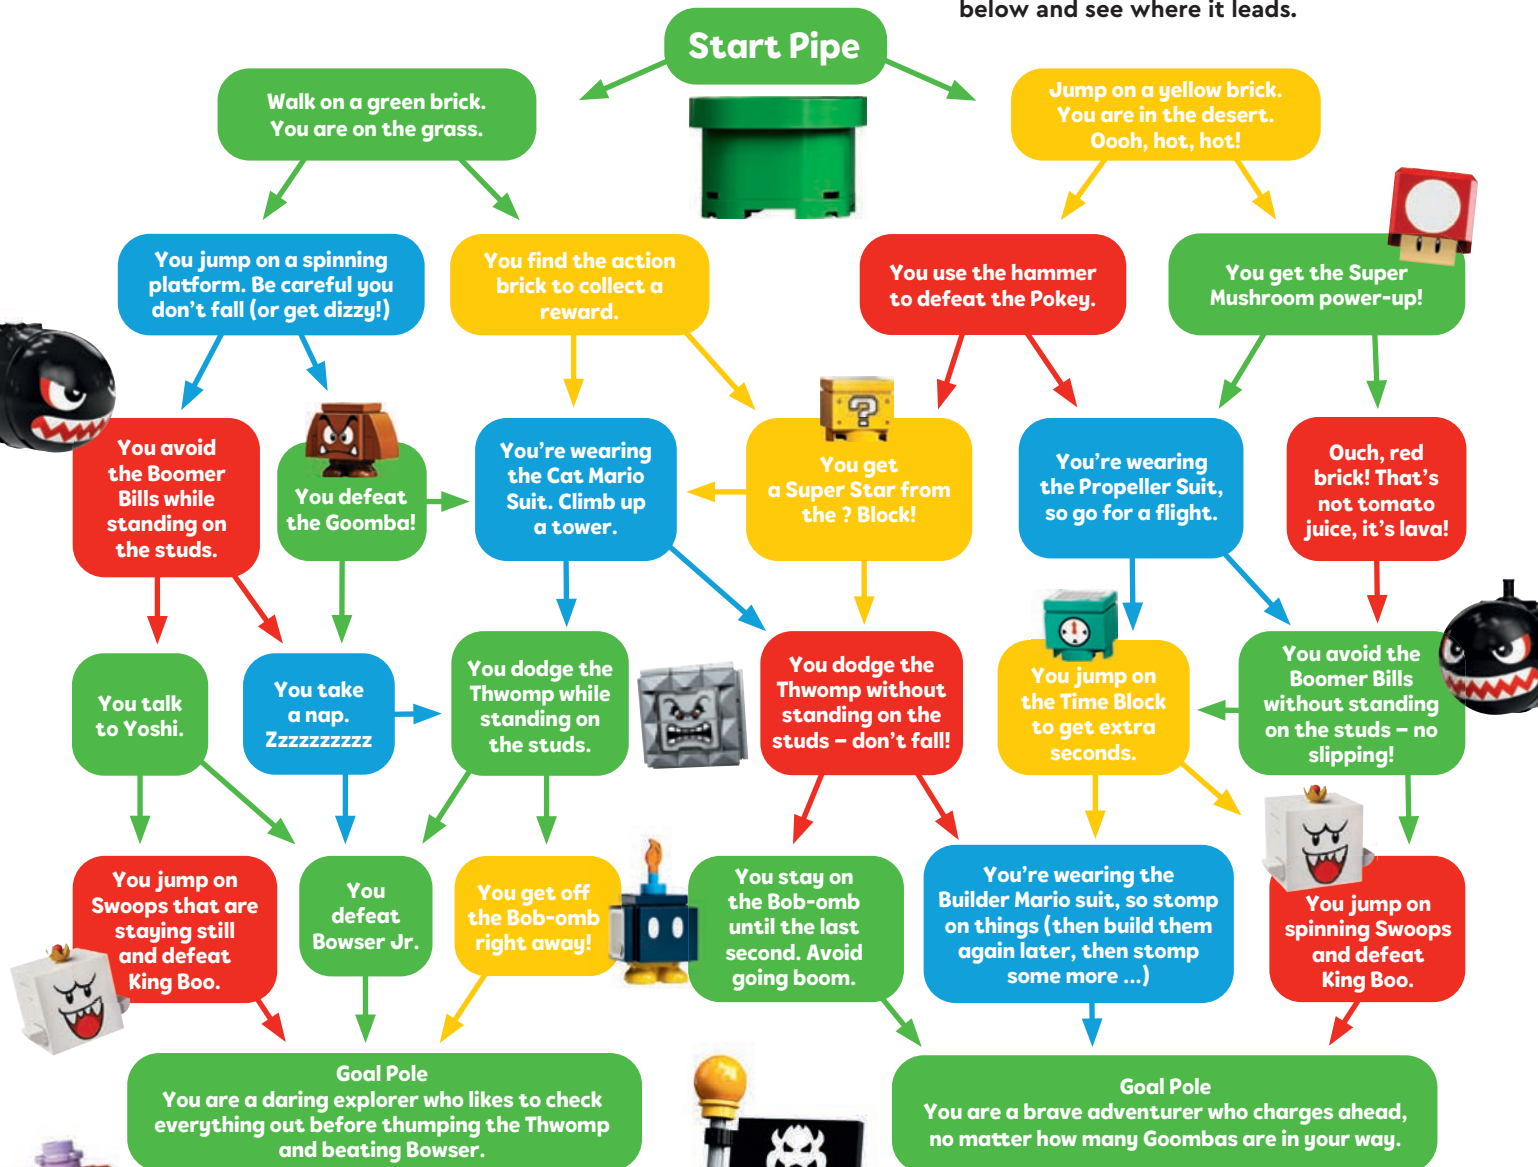 below and see where it leads.
Start Pipe
Walk on a green brick.
You are on the grass.
Jump on a yellow brick.
You are in the desert.
Oooh, hot, hot!
You jump on a spinning
platform. Be careful you
don't fall (or get dizzy!)
You find the action
brick to collect a
reward.
You use the hammer
to defeat the Pokey.
You get the Super
Mushroom power-up!
You avoid
the Boomer
Bills while
standing on
the studs.
You defeat
the Goomba!
You're wearing
the Cat Mario
Suit. Climb up
a tower.
?
You get
a Super Star from
the ? Block!
You're wearing
the Propeller Suit,
so go for a flight.
Ouch, red
brick! That's
not tomato
juice, it's lava!
You talk
to Yoshi.
You take
a nap.
Zzzzzzzzzz
You dodge the
Thwomp while
standing on
the studs.
You dodge the
Thwomp without
standing on the
studs – don't fall!
You jump on
the Time Block
to get extra
seconds.
You avoid the
Boomer Bills
without standing
on the studs – no
slipping!
You jump on
Swoops that are
staying still
and defeat
King Boo.
You
defeat
Bowser Jr.
You get off
the Bob-omb
right away!
You stay on
the Bob-omb
until the last
second. Avoid
going boom.
You're wearing the
Builder Mario suit, so stomp
on things (then build them
again later, then stomp
some more ...)
You jump on
spinning Swoops
and defeat
King Boo.
Goal Pole
You are a daring explorer who likes to check
everything out before thumping the Thwomp
and beating Bowser.
Goal Pole
You are a brave adventurer who charges ahead,
no matter how many Goombas are in your way.